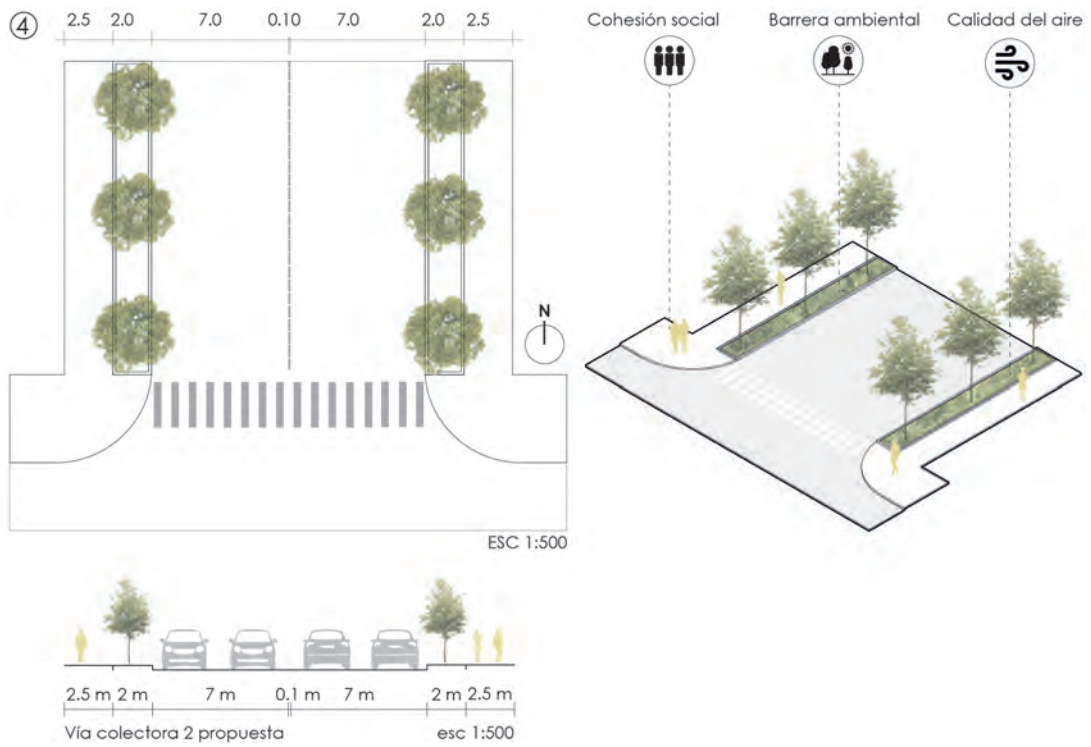 4
2.5 2.0 7.0 0.10 7.0 2.0 2.5
N
ESC 1:500
Cohesión social Barrera ambiental Calidad del aire
2.5 m 2 m 7 m 0.1 m 7 m 2 m 2.5 m
Vía colectora 2 propuesta esc 1:500